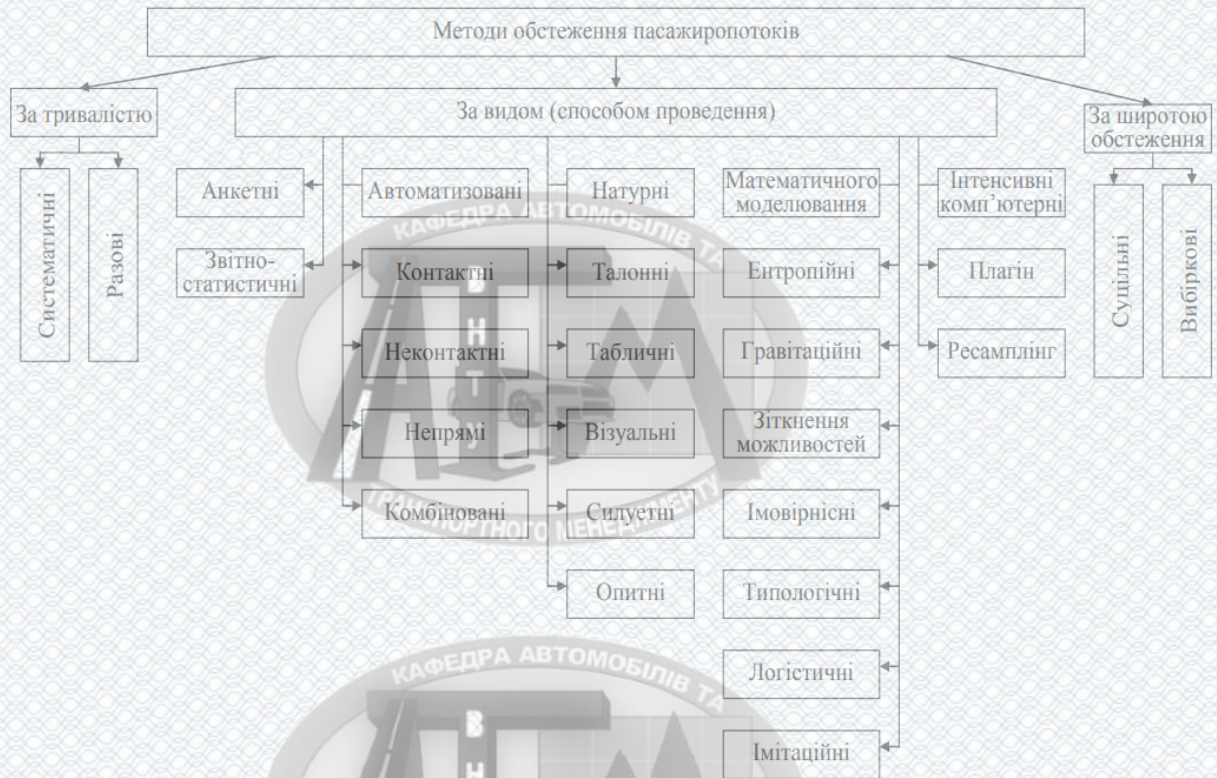 Методи обстеження пасажиропотоків
За тривалістю
За видом (способом проведення)
За широтою
обстеження
Систематичні
Разові
Анкетні
Звітно-
статистичні
Автоматизовані
Контактні
Неконтактні
Непрямі
Комбіновані
Натурні
Талонні
Табличні
Візуальні
Силуетні
Опитні
Математичного
моделювання
Ентропійні
Гравітаційні
Зіткнення
можливостей
Імовірнісні
Типологічні
Логістичні
Імітаційні
Інтенсивні
комп’ютерні
Плагін
Ресамплінг
Суцільні
Вибіркові
КАФЕДРА АВТОМОБІЛІВ ТА
ВНТУ
ТРАНСПОРТНОГО МЕНЕДЖМЕНТУ
КАФЕДРА АВТОМОБІЛІВ ТА
В Н